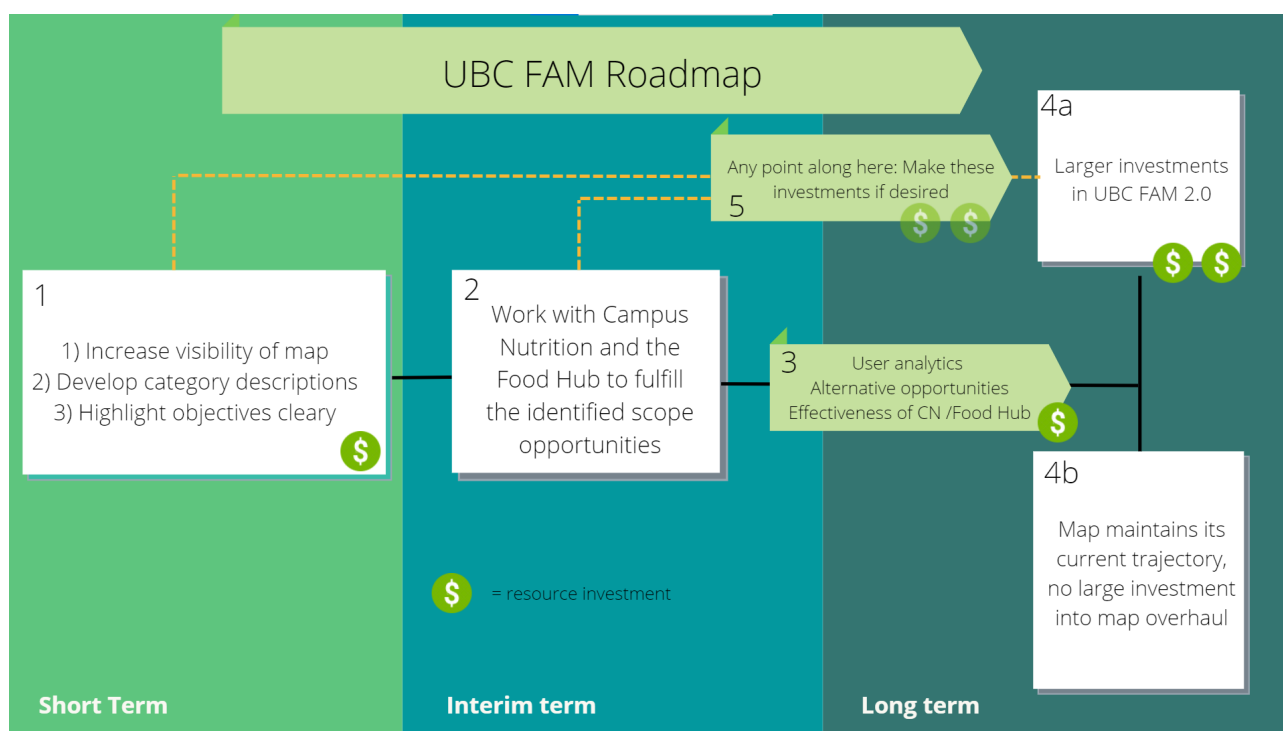 UBC FAM Roadmap
4a
Larger investments
in UBC FAM 2.0
$ $
Any point along here: Make these
investments if desired
5
$ $
1
1) Increase visibility of map
2) Develop category descriptions
3) Highlight objectives cleary
$
2
Work with Campus
Nutrition and the
Food Hub to fulfill
the identified scope
opportunities
3
User analytics
Alternative opportunities
Effectiveness of CN /Food Hub
$
4b
Map maintains its
current trajectory,
no large investment
into map overhaul
$ = resource investment
Short Term
Interim term
Long term